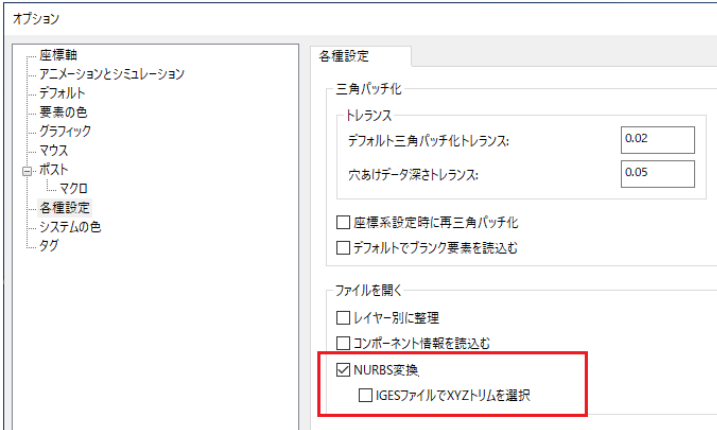 オプション
座標軸
アニメーションとシミュレーション
デフォルト
要素の色
グラフィック
マウス
ポスト
マクロ
各種設定
システムの色
タグ
各種設定
三角パッチ化
トレランス
デフォルト三角パッチ化トレランス: 0.02
穴あけデータ深さトレランス: 0.05
座標系設定時に再三角パッチ化
デフォルトでブランク要素を読込む
ファイルを開く
レイヤー別に整理
コンポーネント情報を読込む
NURBS変換
IGESファイルでXYZトリムを選択